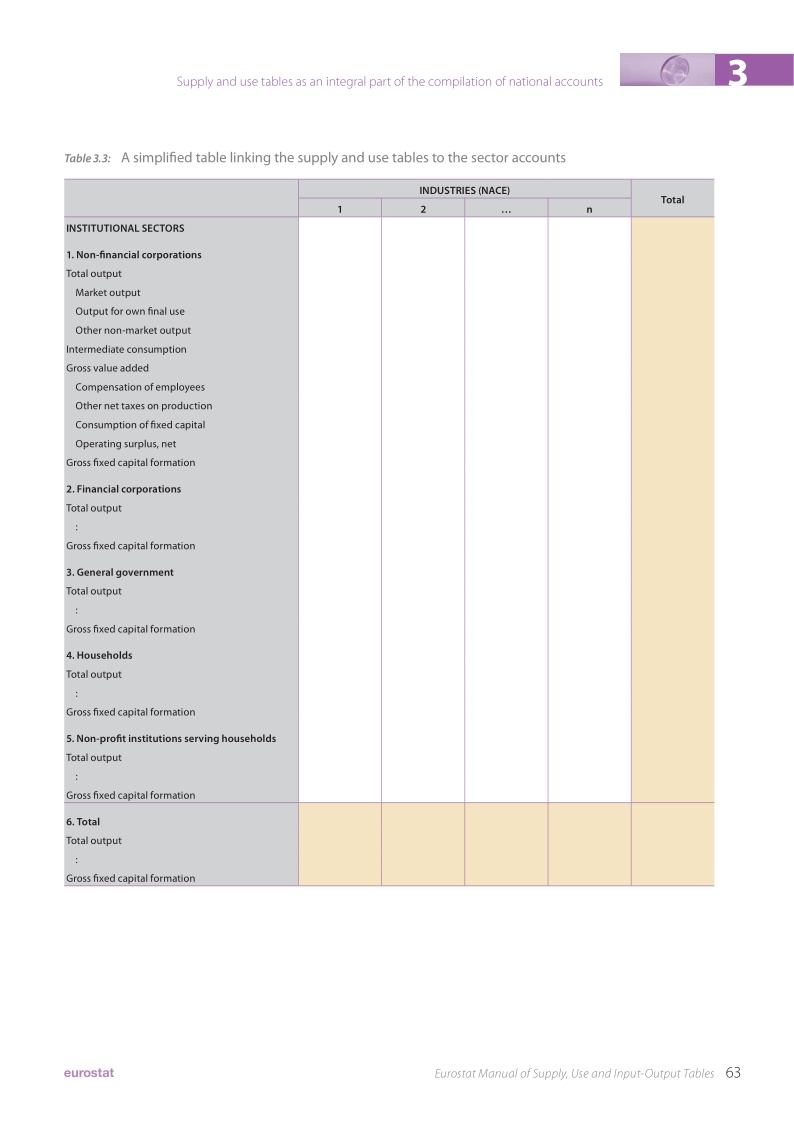 Supply and use tables as an integral part of the compilation of national accounts
3
Table 3.3: A simplified table linking the supply and use tables to the sector accounts
INDUSTRIES (NACE)
Total
1 2 … n
INSTITUTIONAL SECTORS
1. Non-financial corporations
Total output
Market output
Output for own final use
Other non-market output
Intermediate consumption
Gross value added
Compensation of employees
Other net taxes on production
Consumption of fixed capital
Operating surplus, net
Gross fixed capital formation
2. Financial corporations
Total output
:
Gross fixed capital formation
3. General government
Total output
:
Gross fixed capital formation
4. Households
Total output
:
Gross fixed capital formation
5. Non-profit institutions serving households
Total output
:
Gross fixed capital formation
6. Total
Total output
:
Gross fixed capital formation
eurostat Eurostat Manual of Supply, Use and Input-Output Tables 63